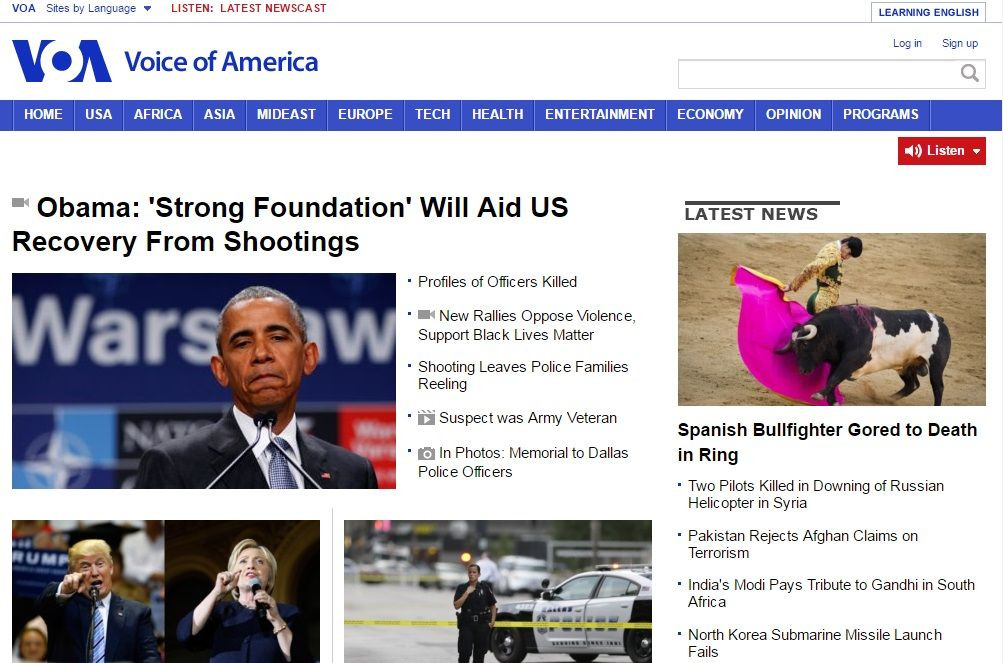 VOA Sites by Language LISTEN: LATEST NEWSCAST LEARNING ENGLISH
Log in Sign up
VOA Voice of America
HOME USA AFRICA ASIA MIDEAST EUROPE TECH HEALTH ENTERTAINMENT ECONOMY OPINION PROGRAMS
Listen
Obama: 'Strong Foundation' Will Aid US
Recovery From Shootings
Warsaw
NATO
Profiles of Officers Killed
New Rallies Oppose Violence,
Support Black Lives Matter
Shooting Leaves Police Families
Reeling
Suspect was Army Veteran
In Photos: Memorial to Dallas
Police Officers
TRUMP
LATEST NEWS
Spanish Bullfighter Gored to Death
in Ring
Two Pilots Killed in Downing of Russian
Helicopter in Syria
Pakistan Rejects Afghan Claims on
Terrorism
India's Modi Pays Tribute to Gandhi in South
Africa
North Korea Submarine Missile Launch
Fails